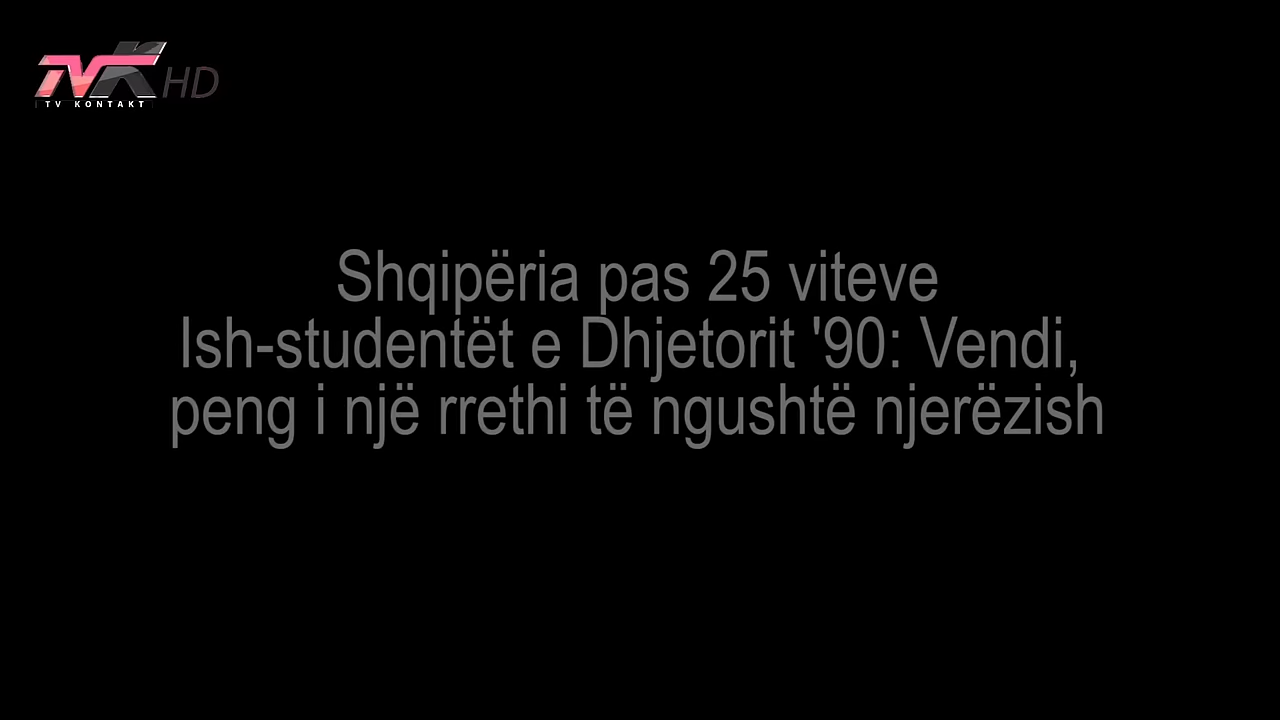 TVK HD
TV KONTAKT
Shqipëria pas 25 viteve
Ish-studentët e Dhjetorit '90: Vendi,
peng i një rrethi të ngushtë njerëzish